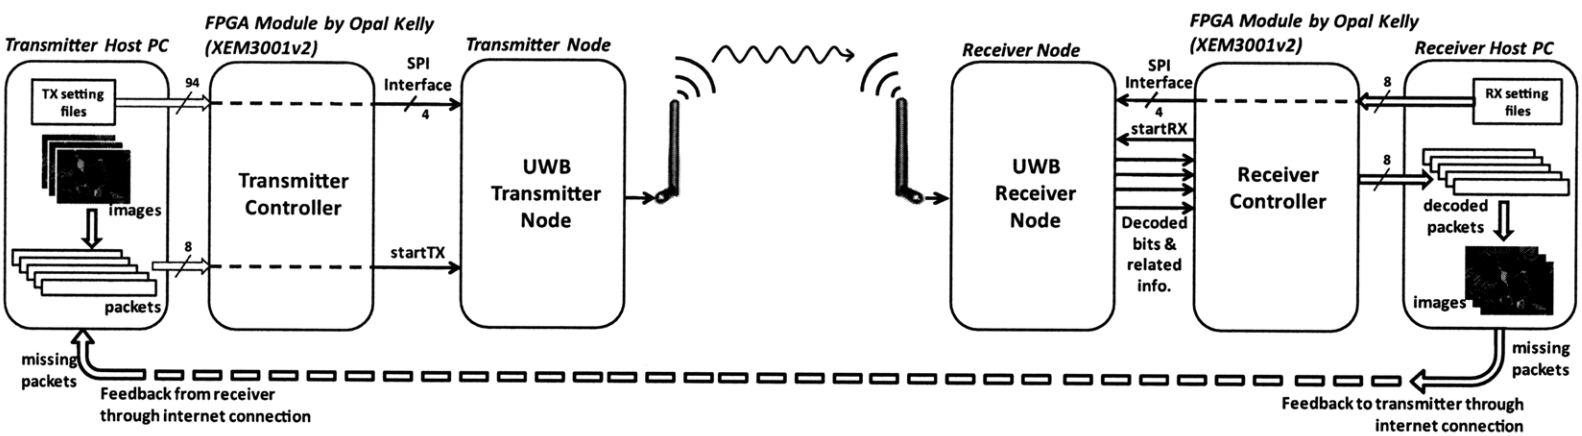 FPGA Module by Opal Kelly
(XEM3001v2)
Transmitter Host PC
Transmitter Node
TX setting
files
94
SPI
Interface
4
images
Transmitter
Controller
UWB
Transmitter
Node
8
startTX
packets
FPGA Module by Opal Kelly
(XEM3001v2)
Receiver Node
Receiver Host PC
SPI
Interface
4
8
RX setting
files
startRX
UWB
Receiver
Node
Receiver
Controller
8
decoded
packets
Decoded
bits &
related
info.
images
missing
packets
Feedback from receiver
through internet connection
missing
packets
Feedback to transmitter through
internet connection